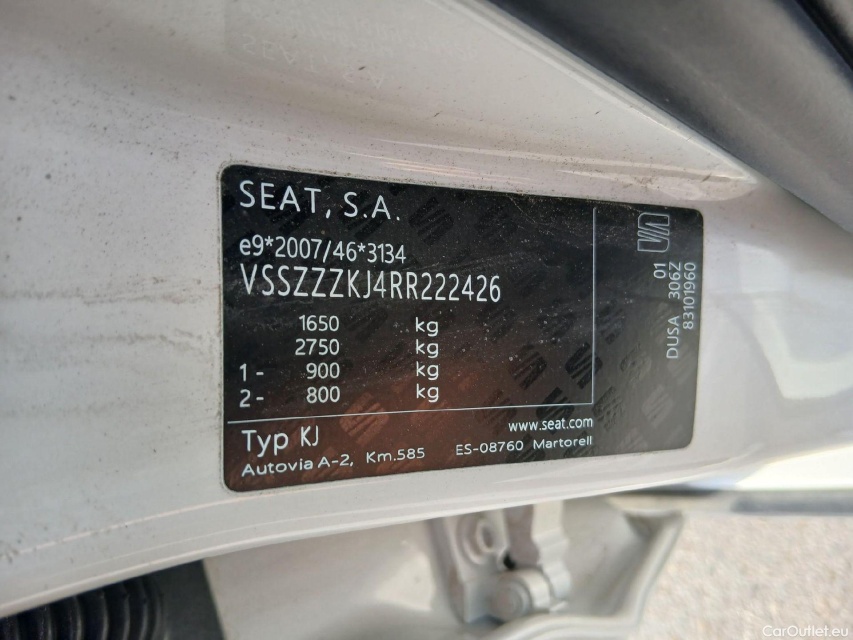 SEAT, S.A.
e9*2007/46*3134
VSSZZZKJ4RR222426
1650 kg
2750 kg
1 - 900 kg
2 - 800 kg
Typ KJ
www.seat.com
Autovia A-2, Km.585 ES-08760 Martorell
01
DUSA 306Z
83101960
CarOutlet.eu